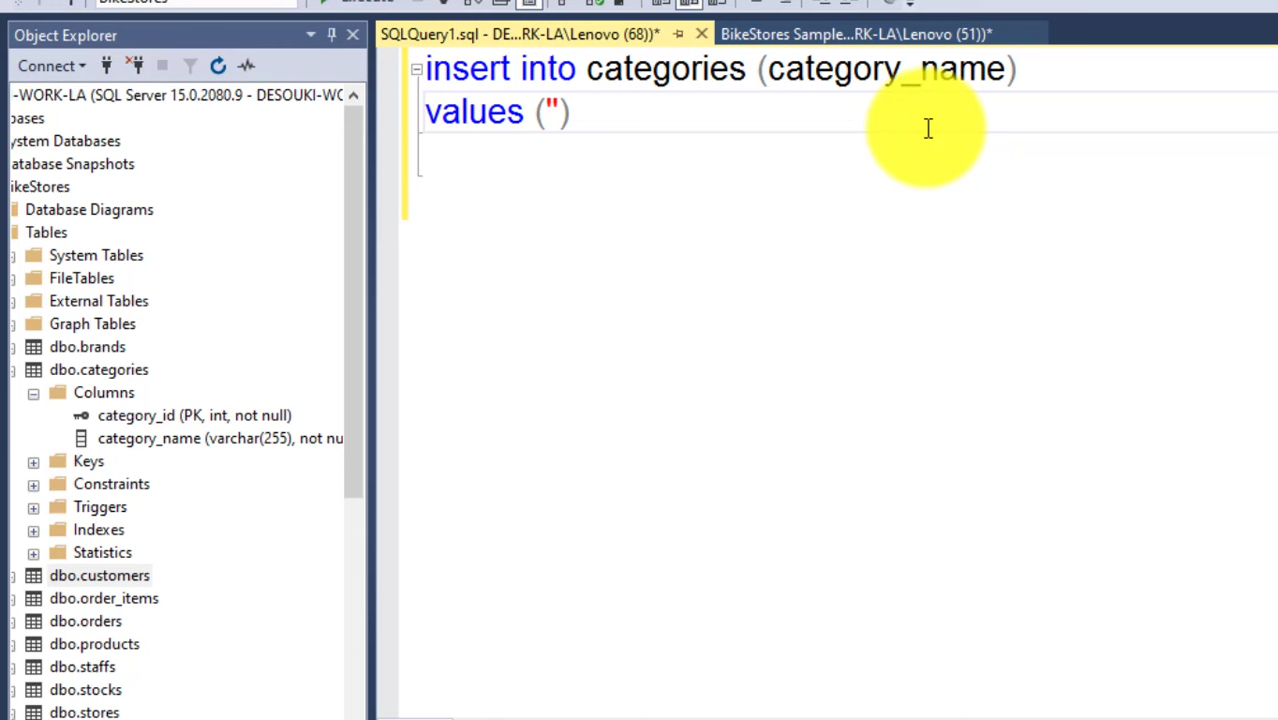 BikeStores
Execute
Object Explorer
Connect
-WORK-LA (SQL Server 15.0.2080.9 - DESOUKI-WC
bases
ystem Databases
atabase Snapshots
ikeStores
Database Diagrams
Tables
System Tables
FileTables
External Tables
Graph Tables
dbo.brands
dbo.categories
Columns
category_id (PK, int, not null)
category_name (varchar(255), not nu
Keys
Constraints
Triggers
Indexes
Statistics
dbo.customers
dbo.order_items
dbo.orders
dbo.products
dbo.staffs
dbo.stocks
dbo.stores
SQLQuery1.sql - DE...RK-LA\Lenovo (68))*
BikeStores Sample...RK-LA\Lenovo (51))*
insert into categories (category_name)
values ('')